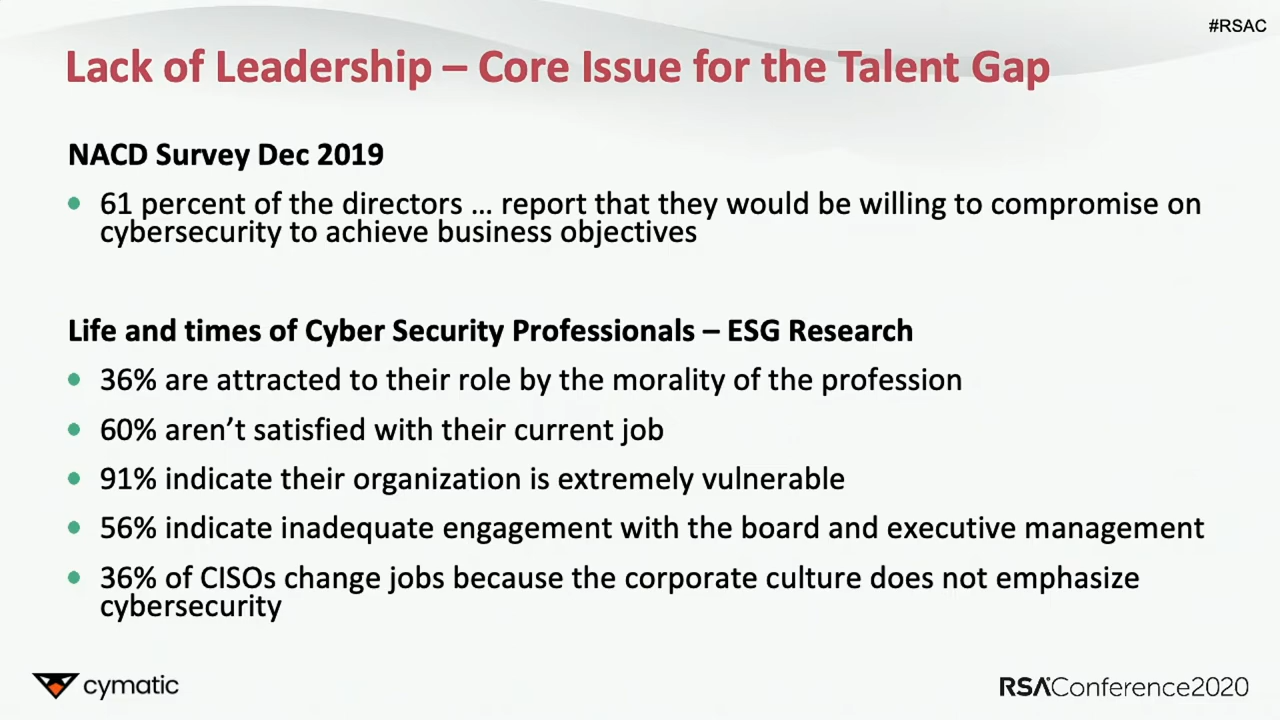 #RSAC
Lack of Leadership – Core Issue for the Talent Gap
NACD Survey Dec 2019
• 61 percent of the directors ... report that they would be willing to compromise on
cybersecurity to achieve business objectives
Life and times of Cyber Security Professionals – ESG Research
• 36% are attracted to their role by the morality of the profession
• 60% aren’t satisfied with their current job
• 91% indicate their organization is extremely vulnerable
• 56% indicate inadequate engagement with the board and executive management
• 36% of CISOs change jobs because the corporate culture does not emphasize
cybersecurity
cymatic
RSAConference2020